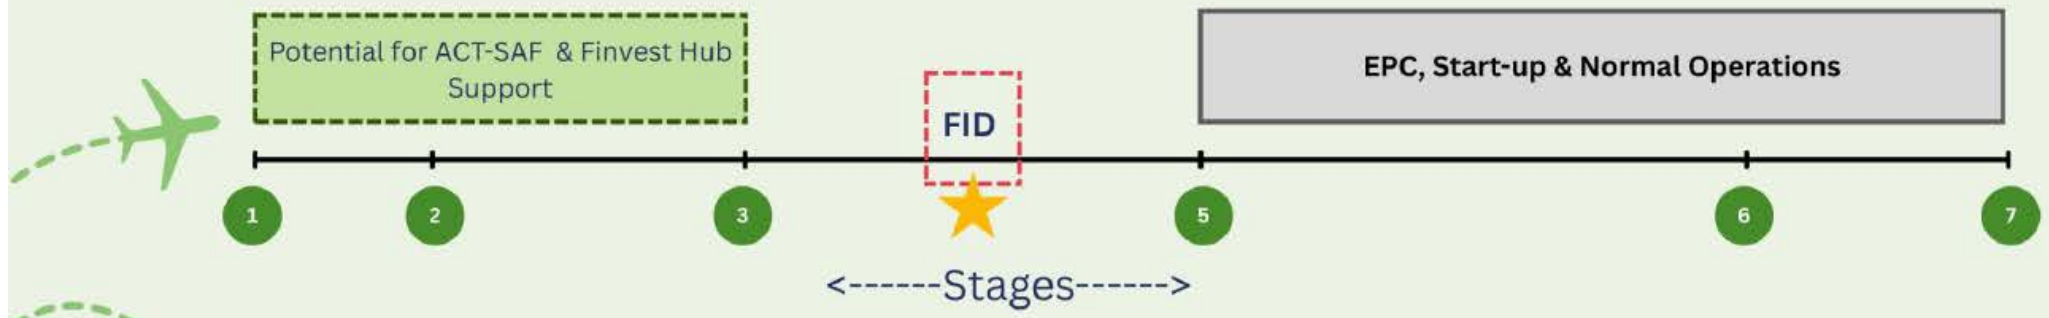 Potential for ACT-SAF & Finvest Hub
Support
EPC, Start-up & Normal Operations
FID
1
2
3
5
6
7
<------Stages------>